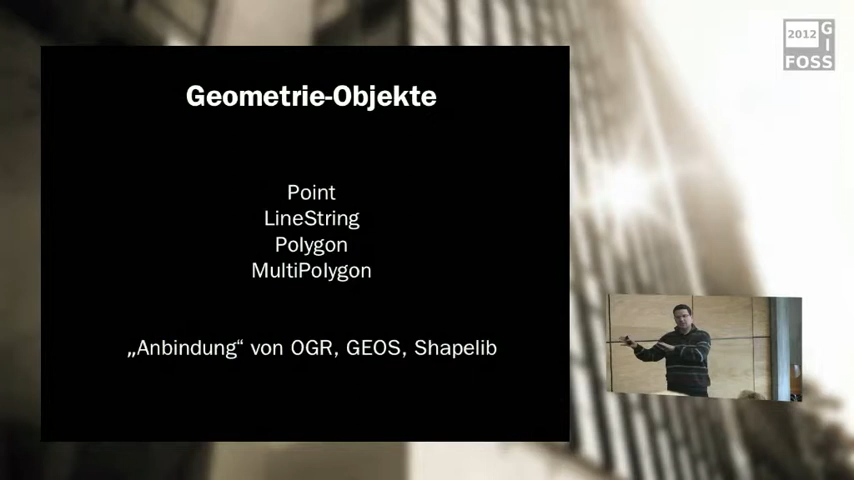 Geometrie-Objekte
Point
LineString
Polygon
MultiPolygon
„Anbindung“ von OGR, GEOS, Shapelib
2012 G
I
FOSS